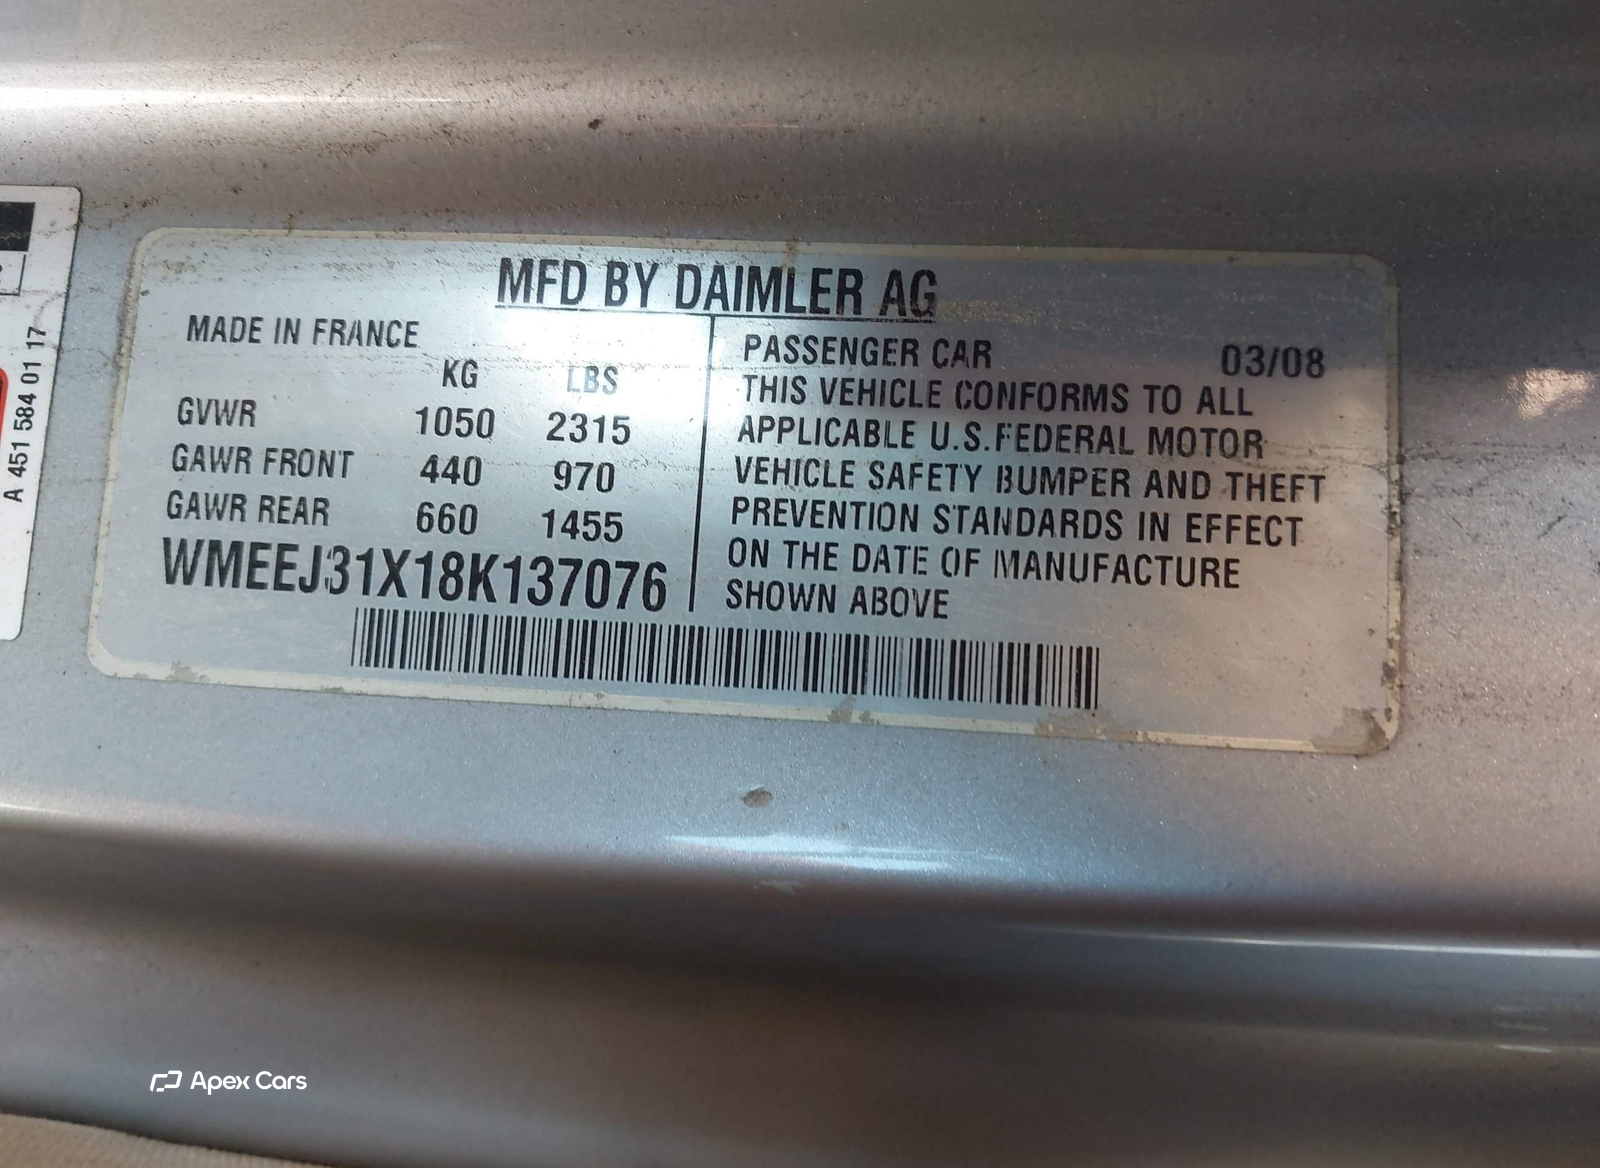 A 451 584 01 17
MFD BY DAIMLER AG
MADE IN FRANCE
KG LBS
GVWR 1050 2315
GAWR FRONT 440 970
GAWR REAR 660 1455
WMEEJ31X18K137076
PASSENGER CAR 03/08
THIS VEHICLE CONFORMS TO ALL
APPLICABLE U.S.FEDERAL MOTOR
VEHICLE SAFETY BUMPER AND THEFT
PREVENTION STANDARDS IN EFFECT
ON THE DATE OF MANUFACTURE
SHOWN ABOVE
Apex Cars